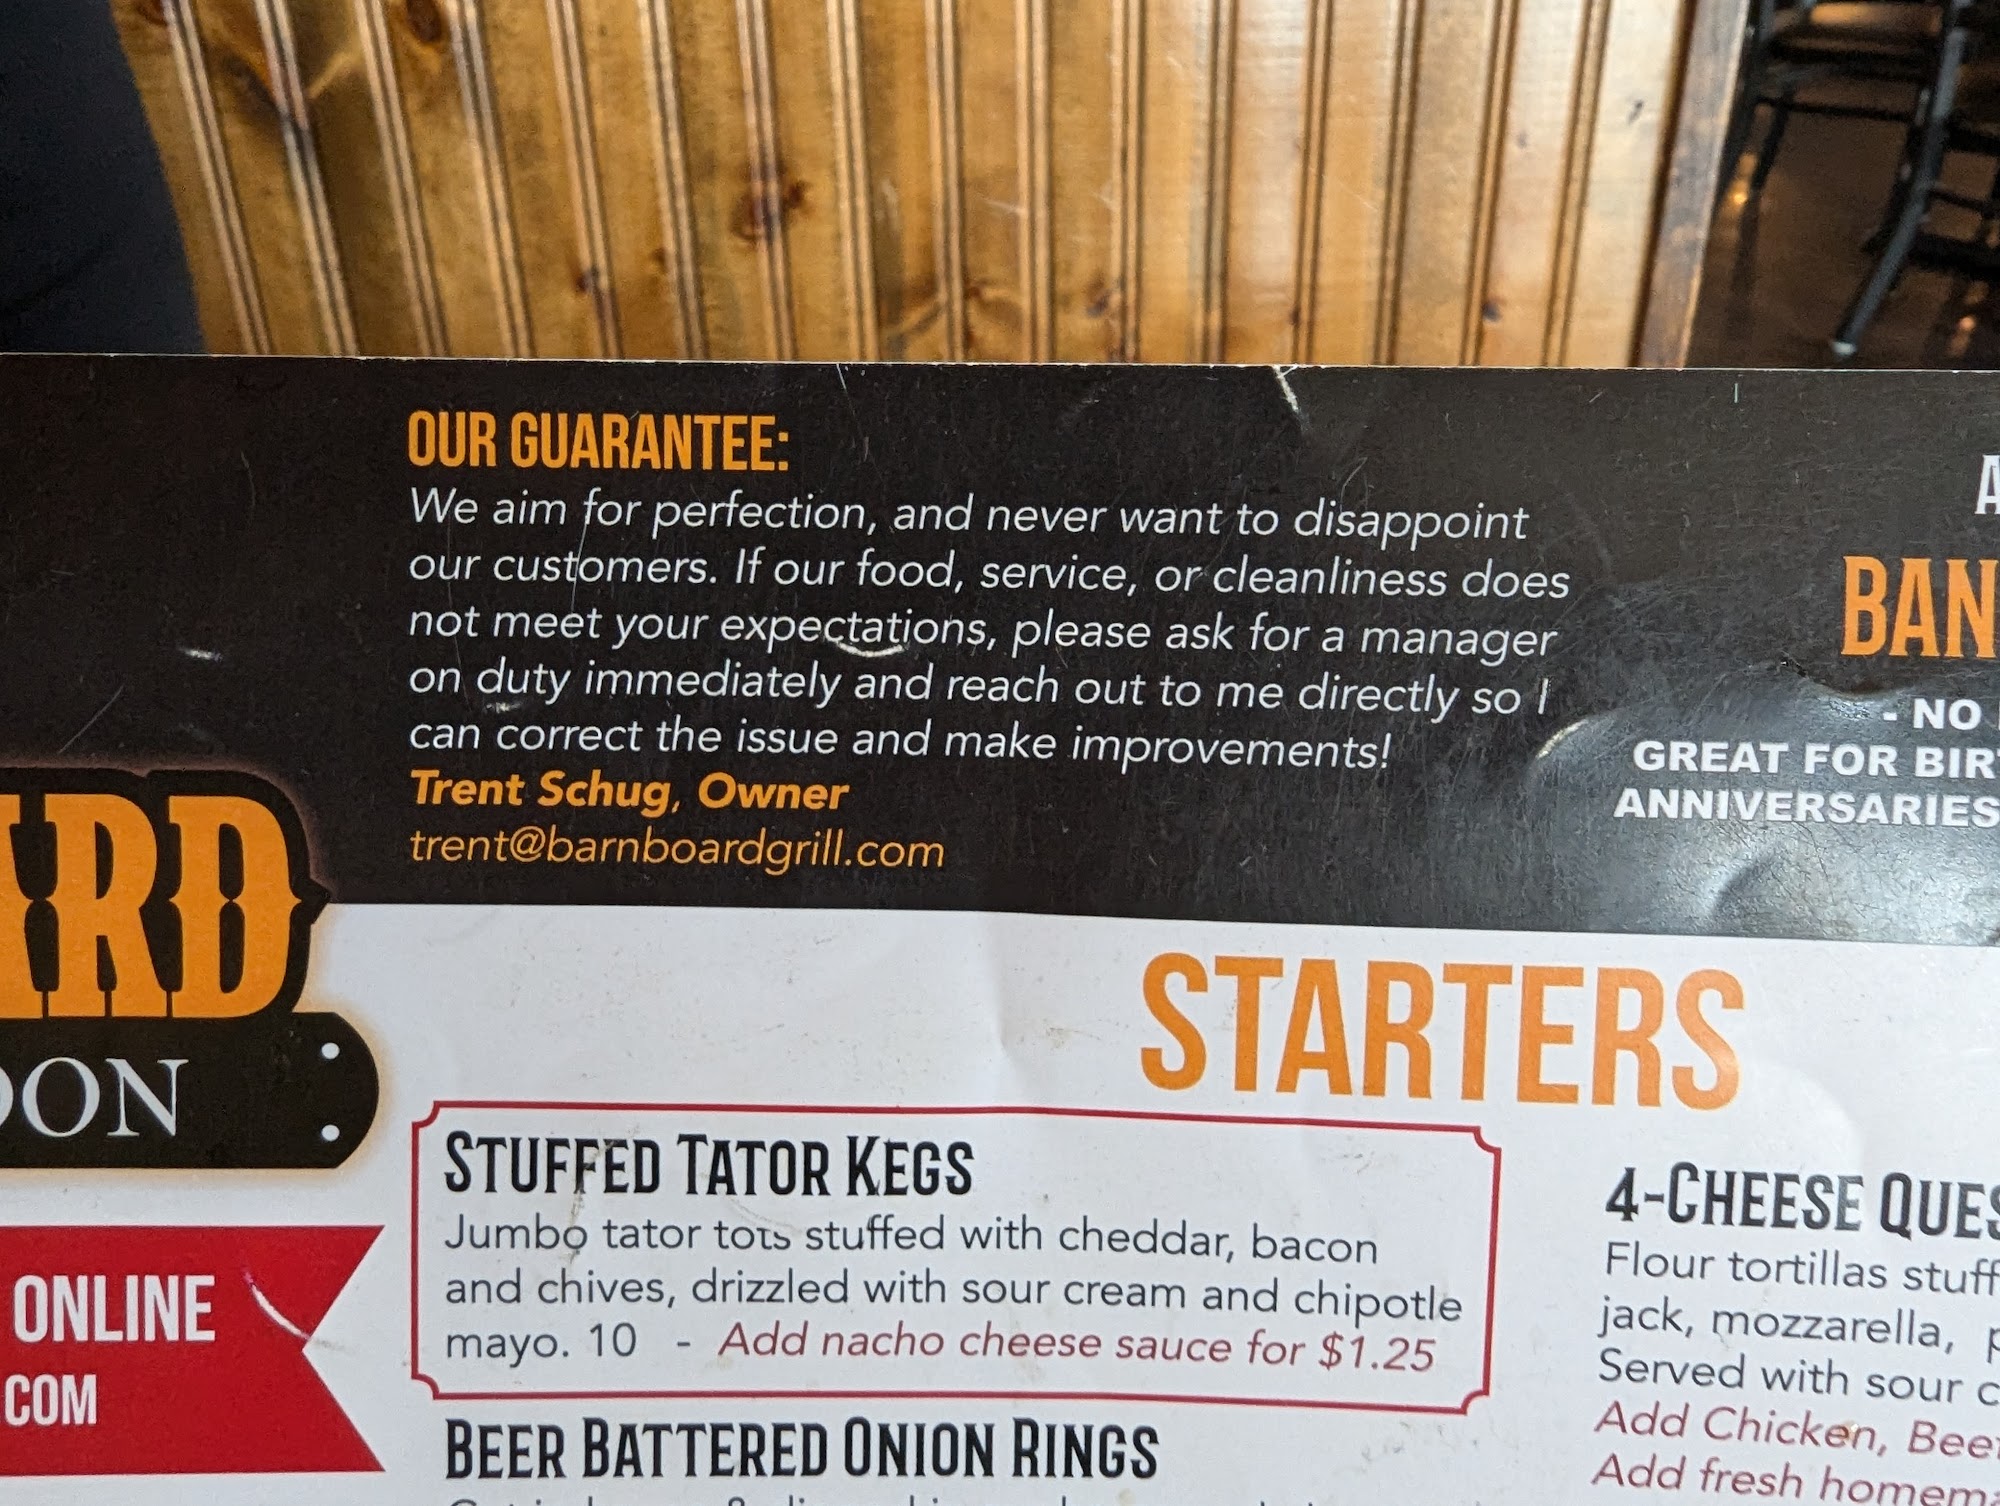 OUR GUARANTEE:
We aim for perfection, and never want to disappoint
our customers. If our food, service, or cleanliness does
not meet your expectations, please ask for a manager
on duty immediately and reach out to me directly so I
can correct the issue and make improvements!
Trent Schug, Owner
trent@barnboardgrill.com
BAN
- NO
GREAT FOR BIR
ANNIVERSARIES
ARD
OON
ONLINE
.COM
STARTERS
STUFFED TATOR KEGS
Jumbo tator tots stuffed with cheddar, bacon
and chives, drizzled with sour cream and chipotle
mayo. 10 - Add nacho cheese sauce for $1.25
BEER BATTERED ONION RINGS
4-CHEESE QUES
Flour tortillas stuff
jack, mozzarella,
Served with sour c
Add Chicken, Beef
Add fresh homema